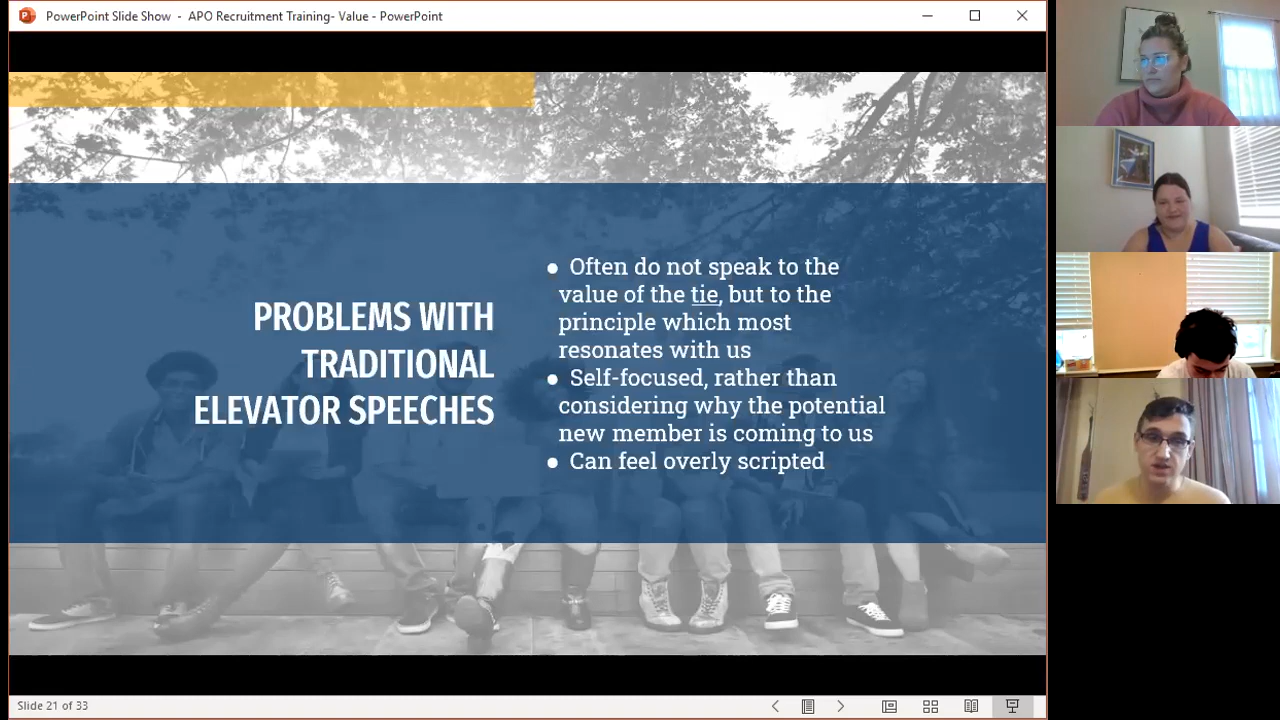 PowerPoint Slide Show - APO Recruitment Training- Value - PowerPoint
PROBLEMS WITH
TRADITIONAL
ELEVATOR SPEECHES
● Often do not speak to the
value of the tie, but to the
principle which most
resonates with us
● Self-focused, rather than
considering why the potential
new member is coming to us
● Can feel overly scripted
Slide 21 of 33